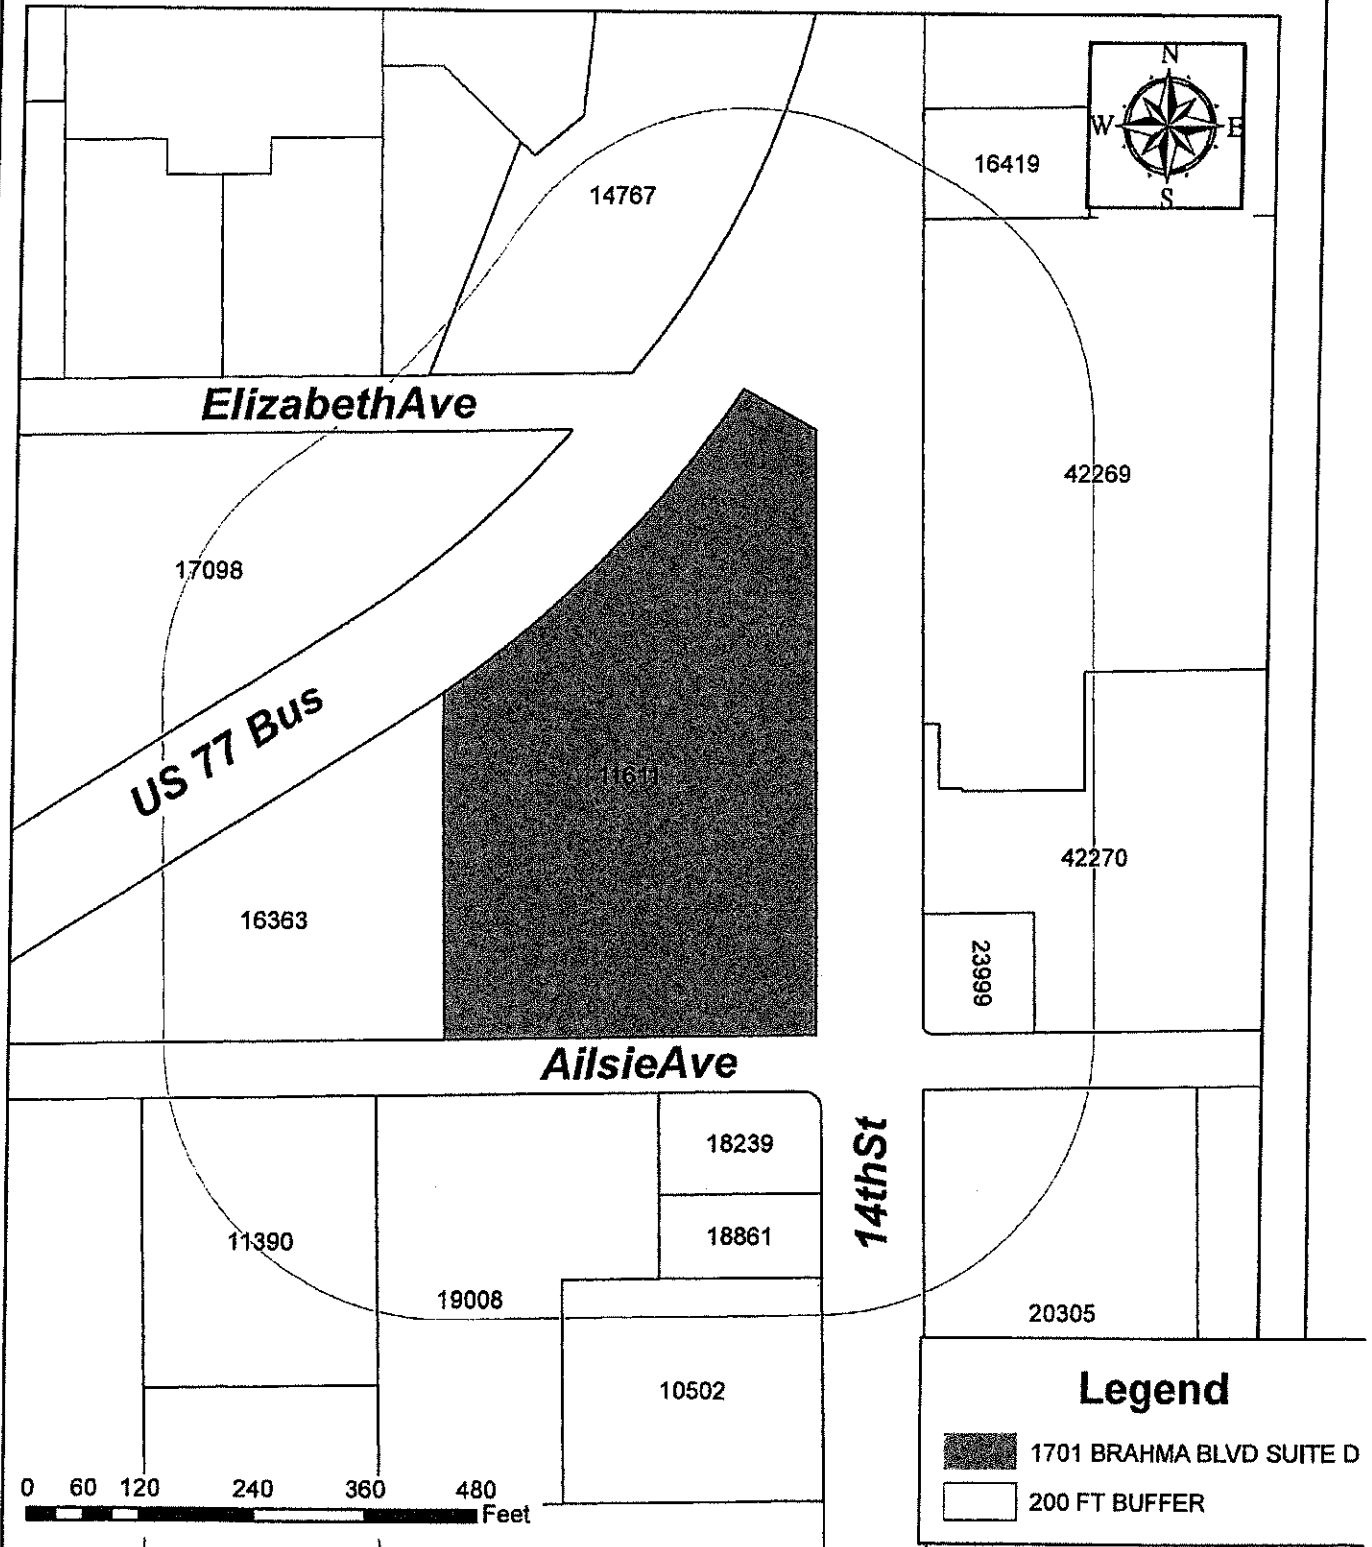 N
W E
S
16419
14767
ElizabethAve
42269
17098
US 77 Bus
11611
42270
16363
23999
AilsieAve
18239
14thSt
18861
11390
19008
20305
10502
Legend
1701 BRAHMA BLVD SUITE D
200 FT BUFFER
0 60 120 240 360 480
Feet